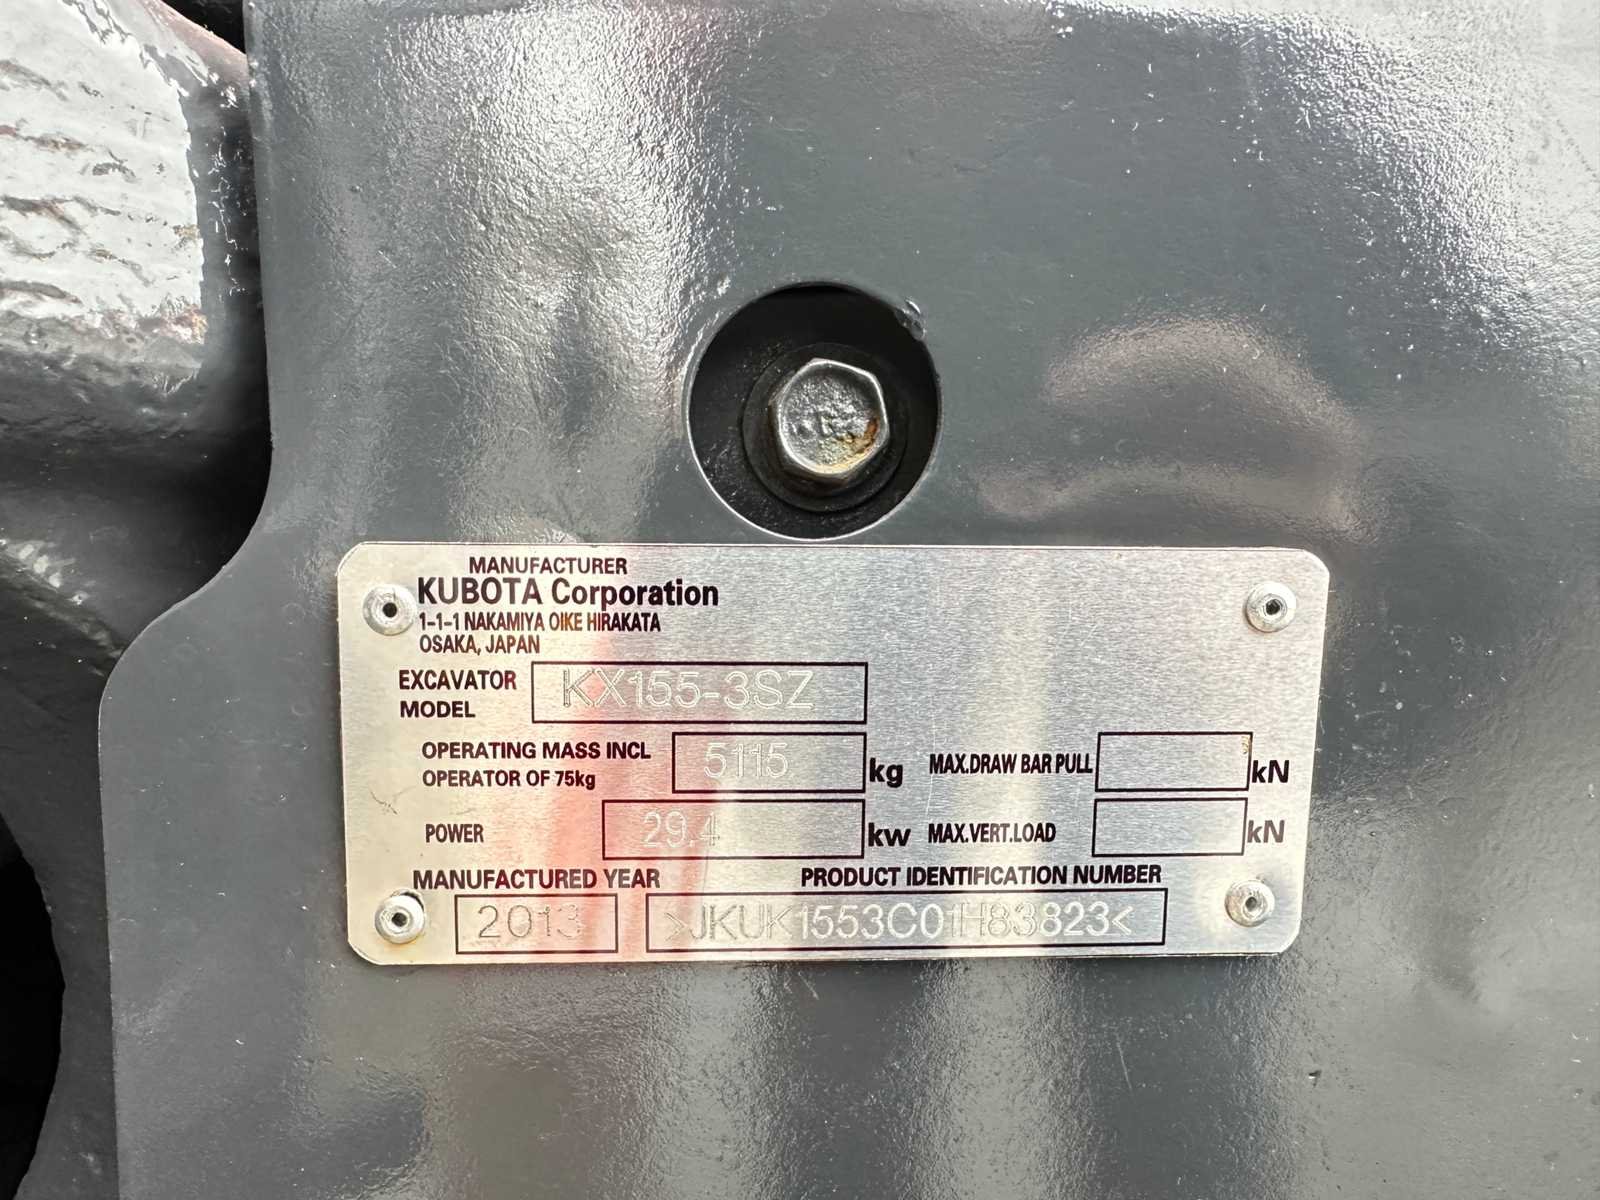 MANUFACTURER
KUBOTA Corporation
1-1-1 NAKAMIYA OIKE HIRAKATA
OSAKA, JAPAN
EXCAVATOR MODEL KX155-3SZ
OPERATING MASS INCL
OPERATOR OF 75kg 5115 kg MAX.DRAW BAR PULL kN
POWER 29.4 kw MAX.VERT.LOAD kN
MANUFACTURED YEAR PRODUCT IDENTIFICATION NUMBER
2013 >JKUK1553C01H83823<